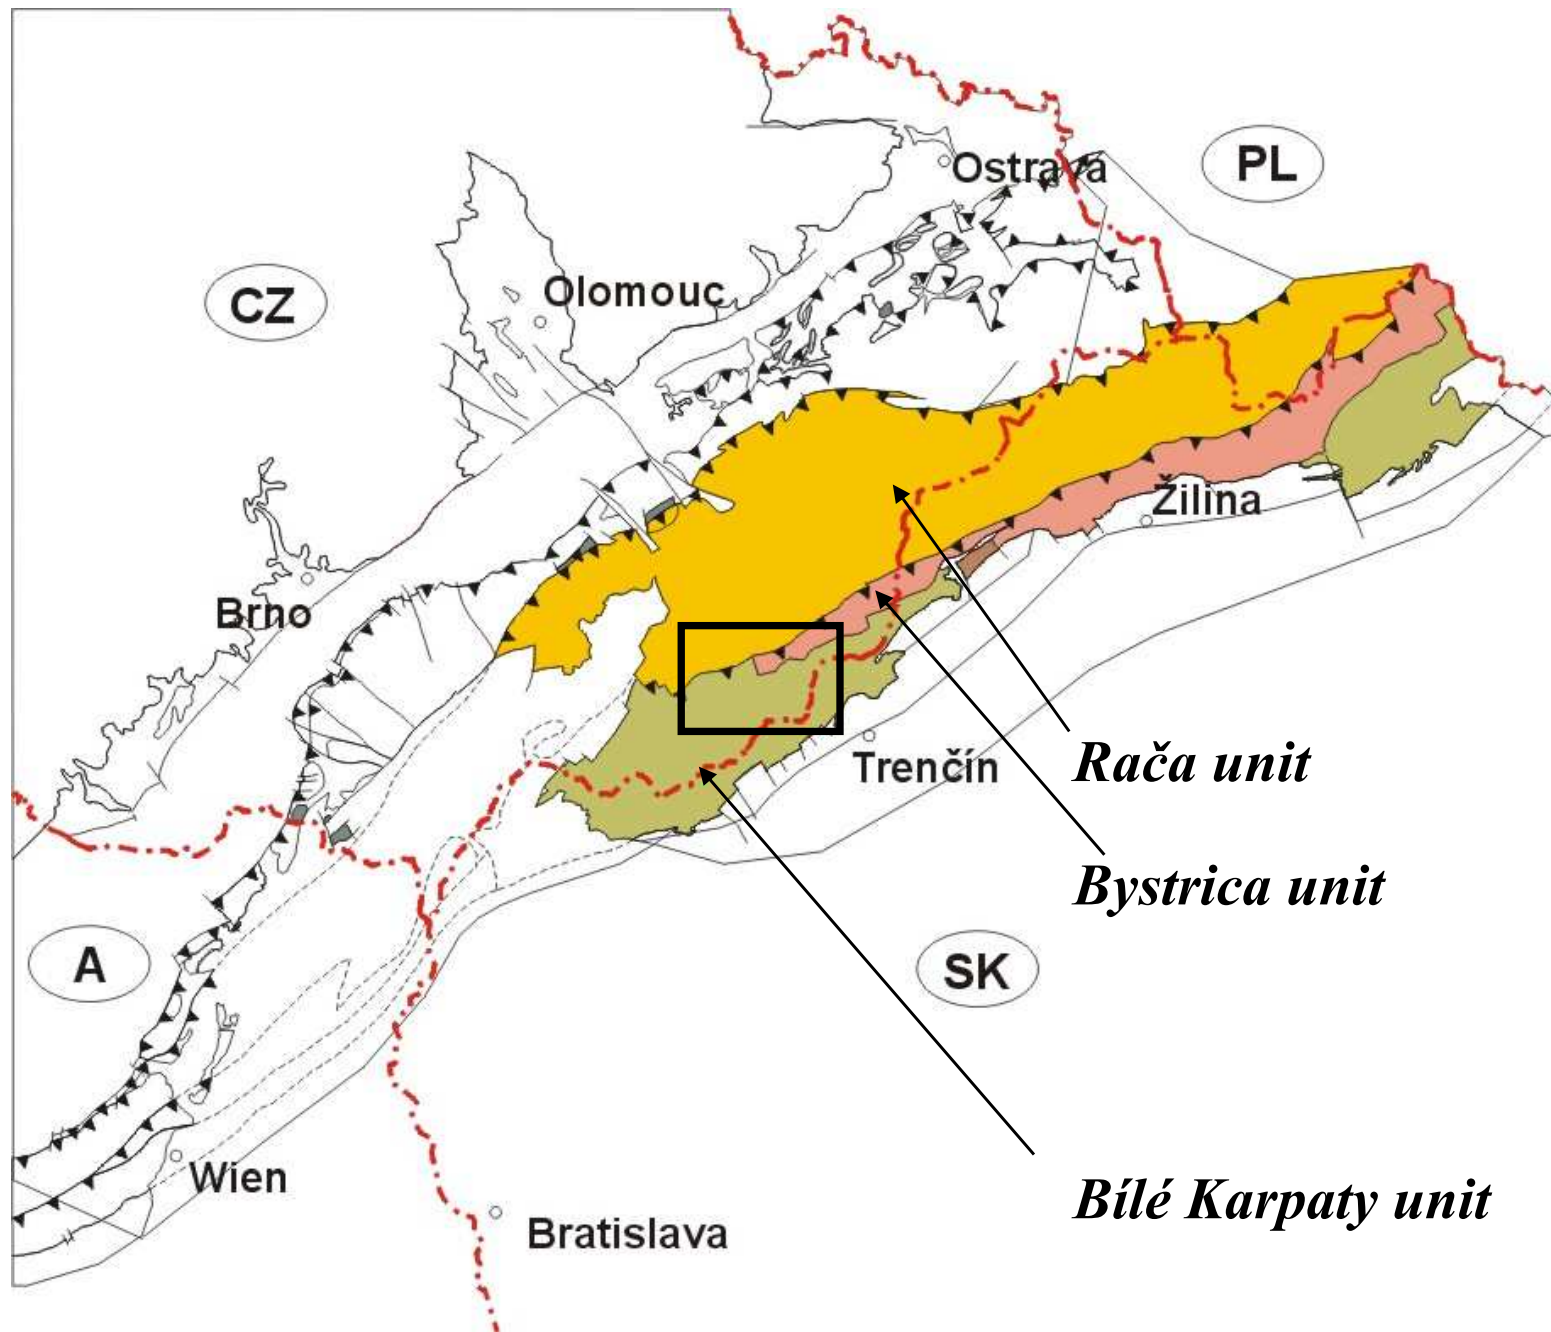 PL
Ostrava
CZ
Olomouc
Žilina
Brno
Trenčín
Rača unit
Bystrica unit
A
SK
Wien
Bílé Karpaty unit
Bratislava